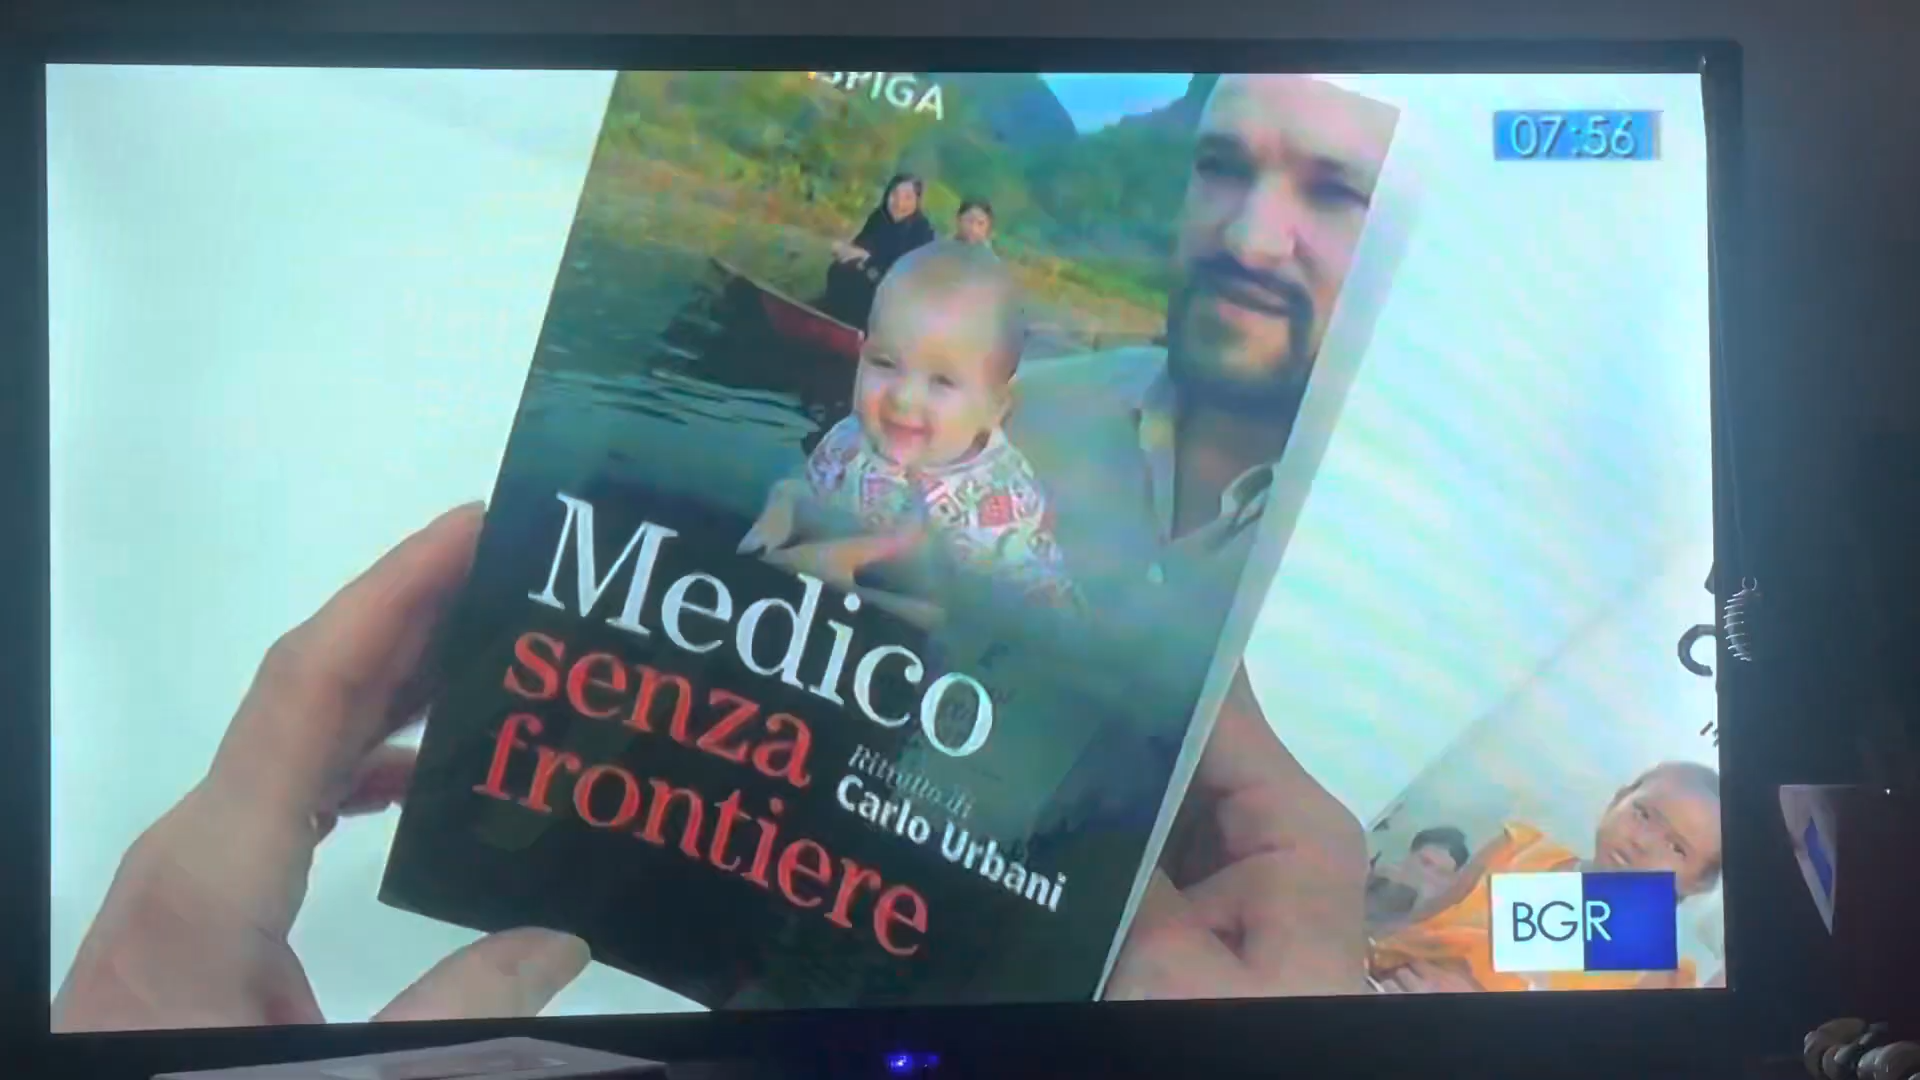 SPIGA
07:56
Medico
senza
frontiere
Ritratto di
Carlo Urbani
BGR